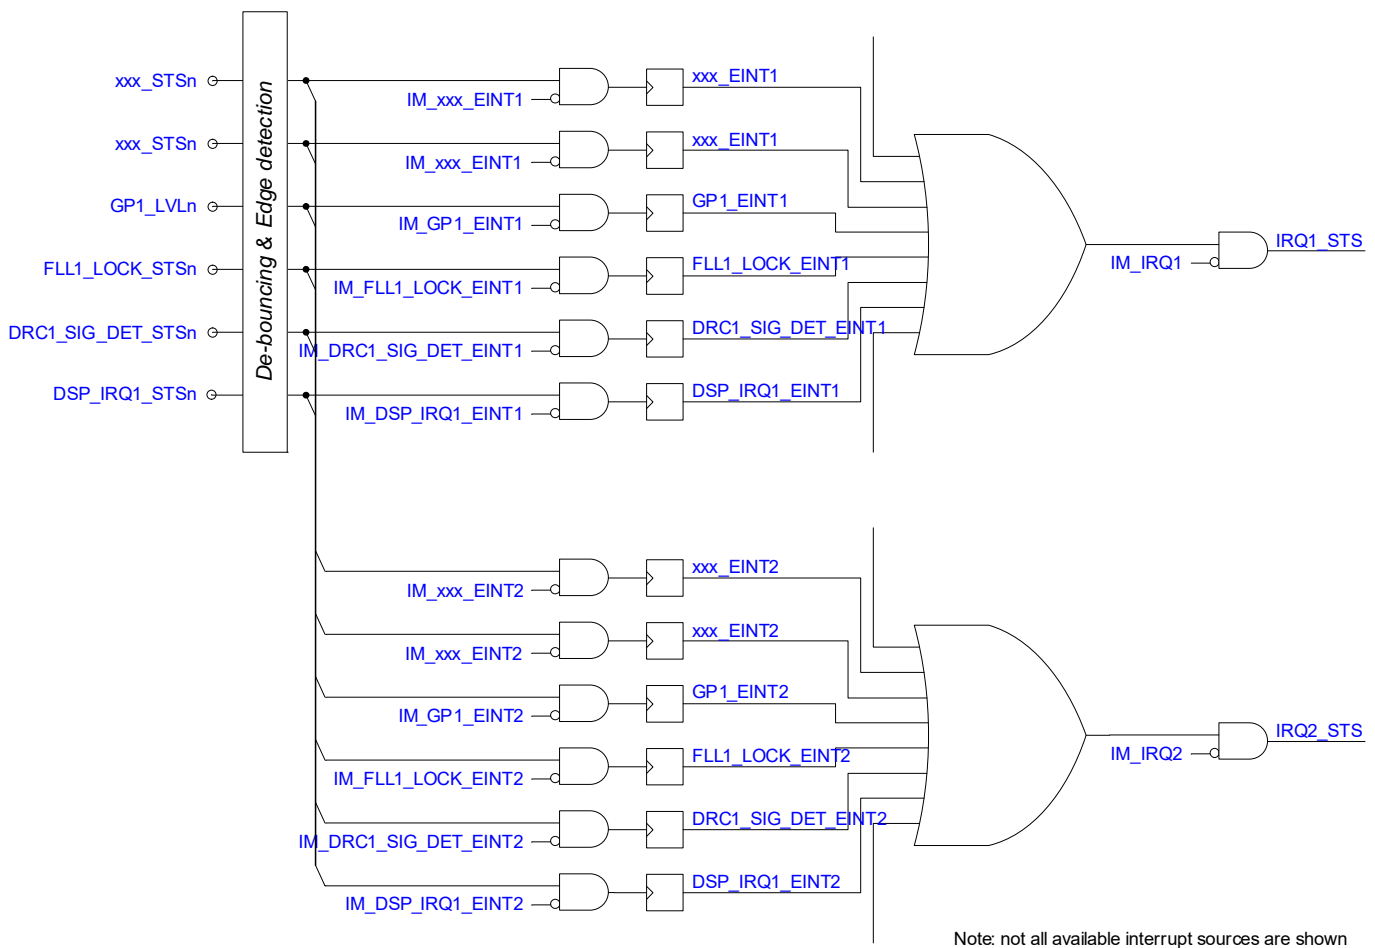 De-bouncing & Edge detection
xxx_STSn
xxx_EINT1
IM_xxx_EINT1
xxx_STSn
xxx_EINT1
IM_xxx_EINT1
GP1_LVLn
GP1_EINT1
IM_GP1_EINT1
IRQ1_STS
IM_IRQ1
FLL1_LOCK_STSn
FLL1_LOCK_EINT1
IM_FLL1_LOCK_EINT1
DRC1_SIG_DET_STSn
DRC1_SIG_DET_EINT1
IM_DRC1_SIG_DET_EINT1
DSP_IRQ1_STSn
DSP_IRQ1_EINT1
IM_DSP_IRQ1_EINT1
xxx_EINT2
IM_xxx_EINT2
xxx_EINT2
IM_xxx_EINT2
GP1_EINT2
IM_GP1_EINT2
IRQ2_STS
IM_IRQ2
FLL1_LOCK_EINT2
IM_FLL1_LOCK_EINT2
DRC1_SIG_DET_EINT2
IM_DRC1_SIG_DET_EINT2
DSP_IRQ1_EINT2
IM_DSP_IRQ1_EINT2
Note: not all available interrupt sources are shown